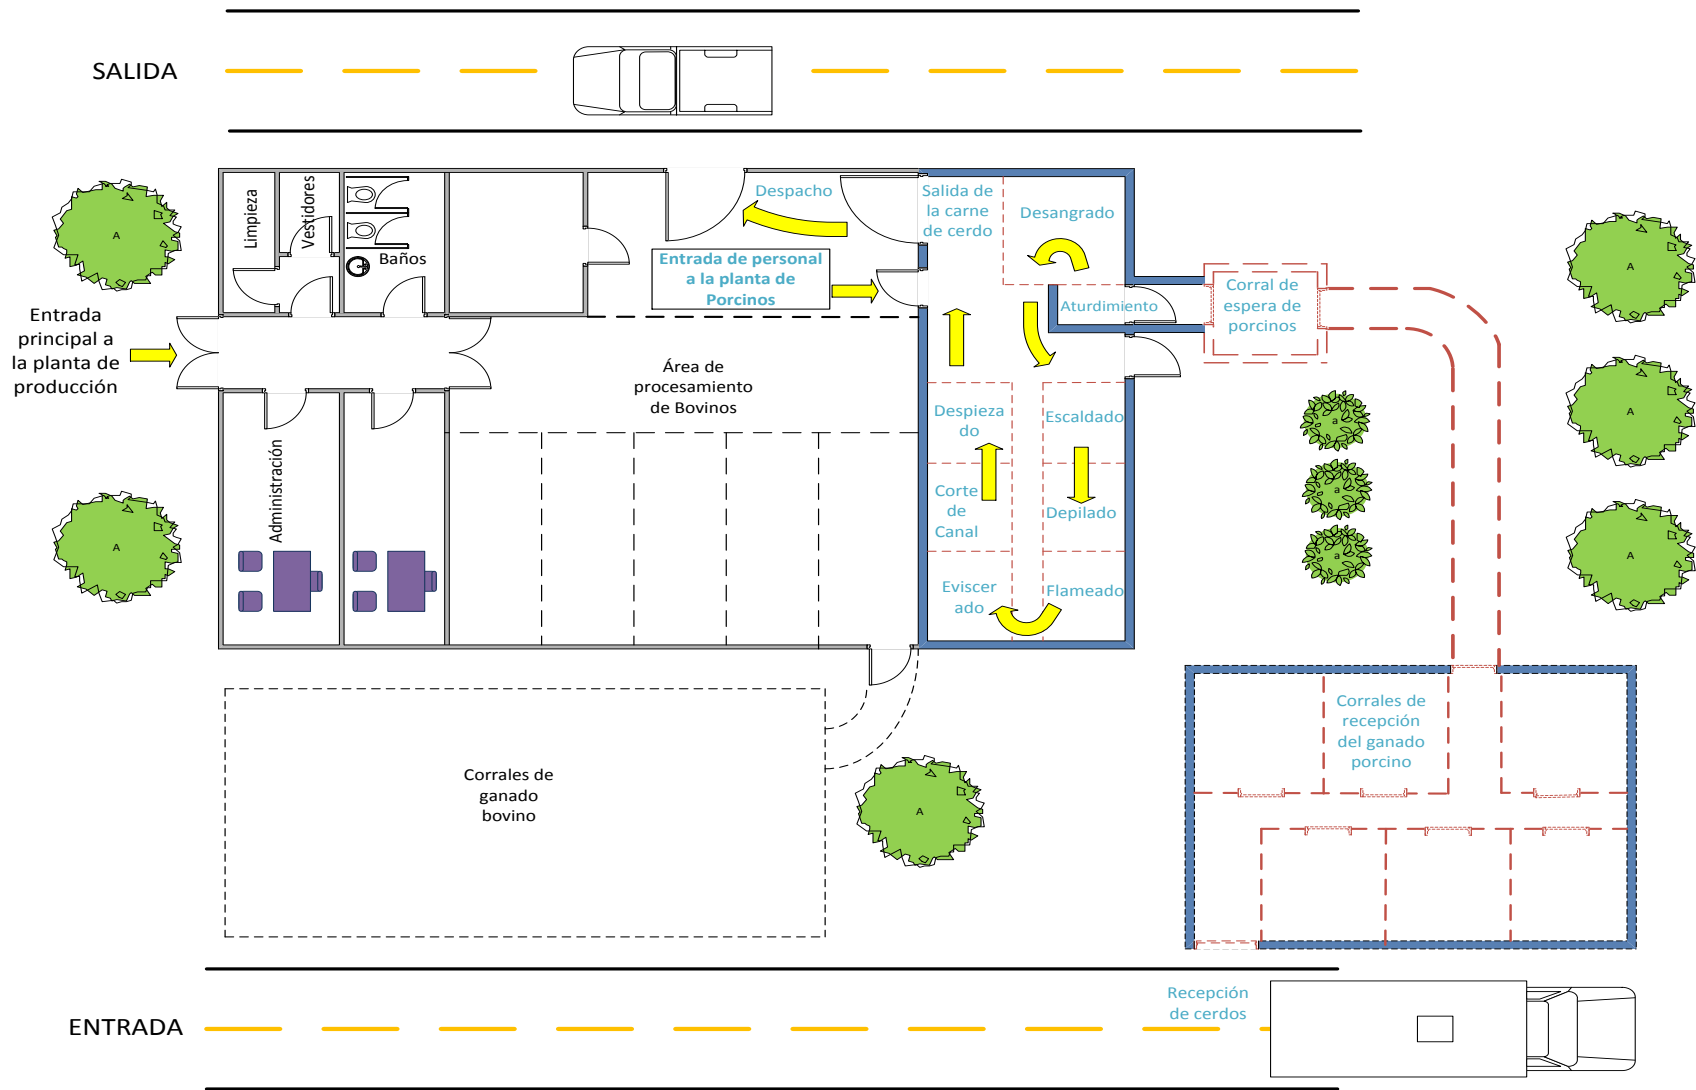 SALIDA
Limpieza
Vestidores
Baños
Despacho
Salida de
la carne
de cerdo
Desangrado
Entrada de personal
a la planta de
Porcinos
Aturdimiento
Corral de
espera de
porcinos
Entrada
principal a
la planta de
producción
Área de
procesamiento
de Bovinos
Despieza
do
Escaldado
Administración
Corte
de
Canal
Depilado
Eviscer
ado
Flameado
A
A
A
A
A
A
a
a
a
Corrales de
recepción
del ganado
porcino
Corrales de
ganado
bovino
Recepción
de cerdos
ENTRADA